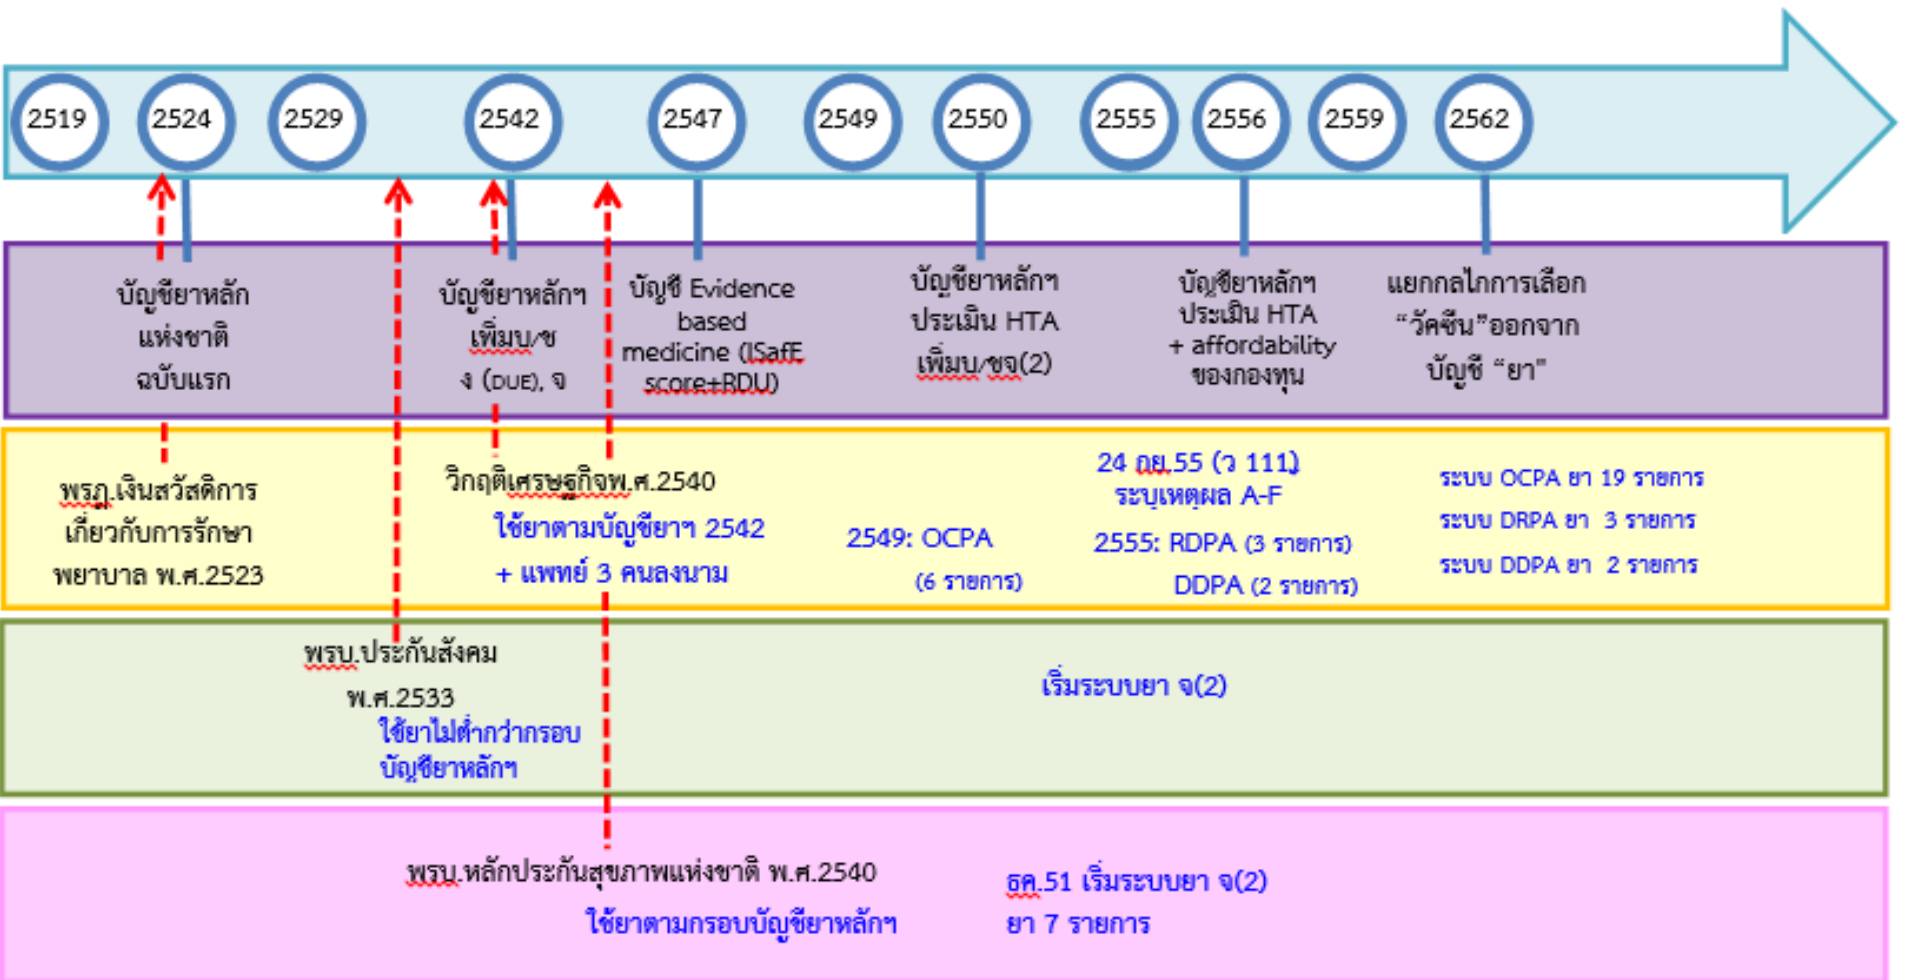 2519
2524
2529
2542
2547
2549
2550
2555
2556
2559
2562
บัญชียาหลัก
แห่งชาติ
ฉบับแรก
บัญชียาหลักฯ
เพิ่มบ/ช
ง (DUE), จ
บัญชี Evidence
based
medicine (ISafE
score+RDU)
บัญชียาหลักฯ
ประเมิน HTA
เพิ่มบ/ชจ(2)
บัญชียาหลักฯ
ประเมิน HTA
+ affordability
ของกองทุน
แยกกลไกการเลือก
“วัคซีน”ออกจาก
บัญชี “ยา”
พรฎ.เงินสวัสดิการ
เกี่ยวกับการรักษา
พยาบาล พ.ศ.2523
วิกฤติเศรษฐกิจพ.ศ.2540
ใช้ยาตามบัญชียาฯ 2542
+ แพทย์ 3 คนลงนาม
2549: OCPA
(6 รายการ)
24 กย.55 (ว 111)
ระบุเหตุผล A-F
2555: RDPA (3 รายการ)
DDPA (2 รายการ)
ระบบ OCPA ยา 19 รายการ
ระบบ DRPA ยา 3 รายการ
ระบบ DDPA ยา 2 รายการ
พรบ.ประกันสังคม
พ.ศ.2533
ใช้ยาไม่ต่ำกว่ากรอบ
บัญชียาหลักฯ
เริ่มระบบยา จ(2)
พรบ.หลักประกันสุขภาพแห่งชาติ พ.ศ.2540
ใช้ยาตามกรอบบัญชียาหลักฯ
ธค.51 เริ่มระบบยา จ(2)
ยา 7 รายการ